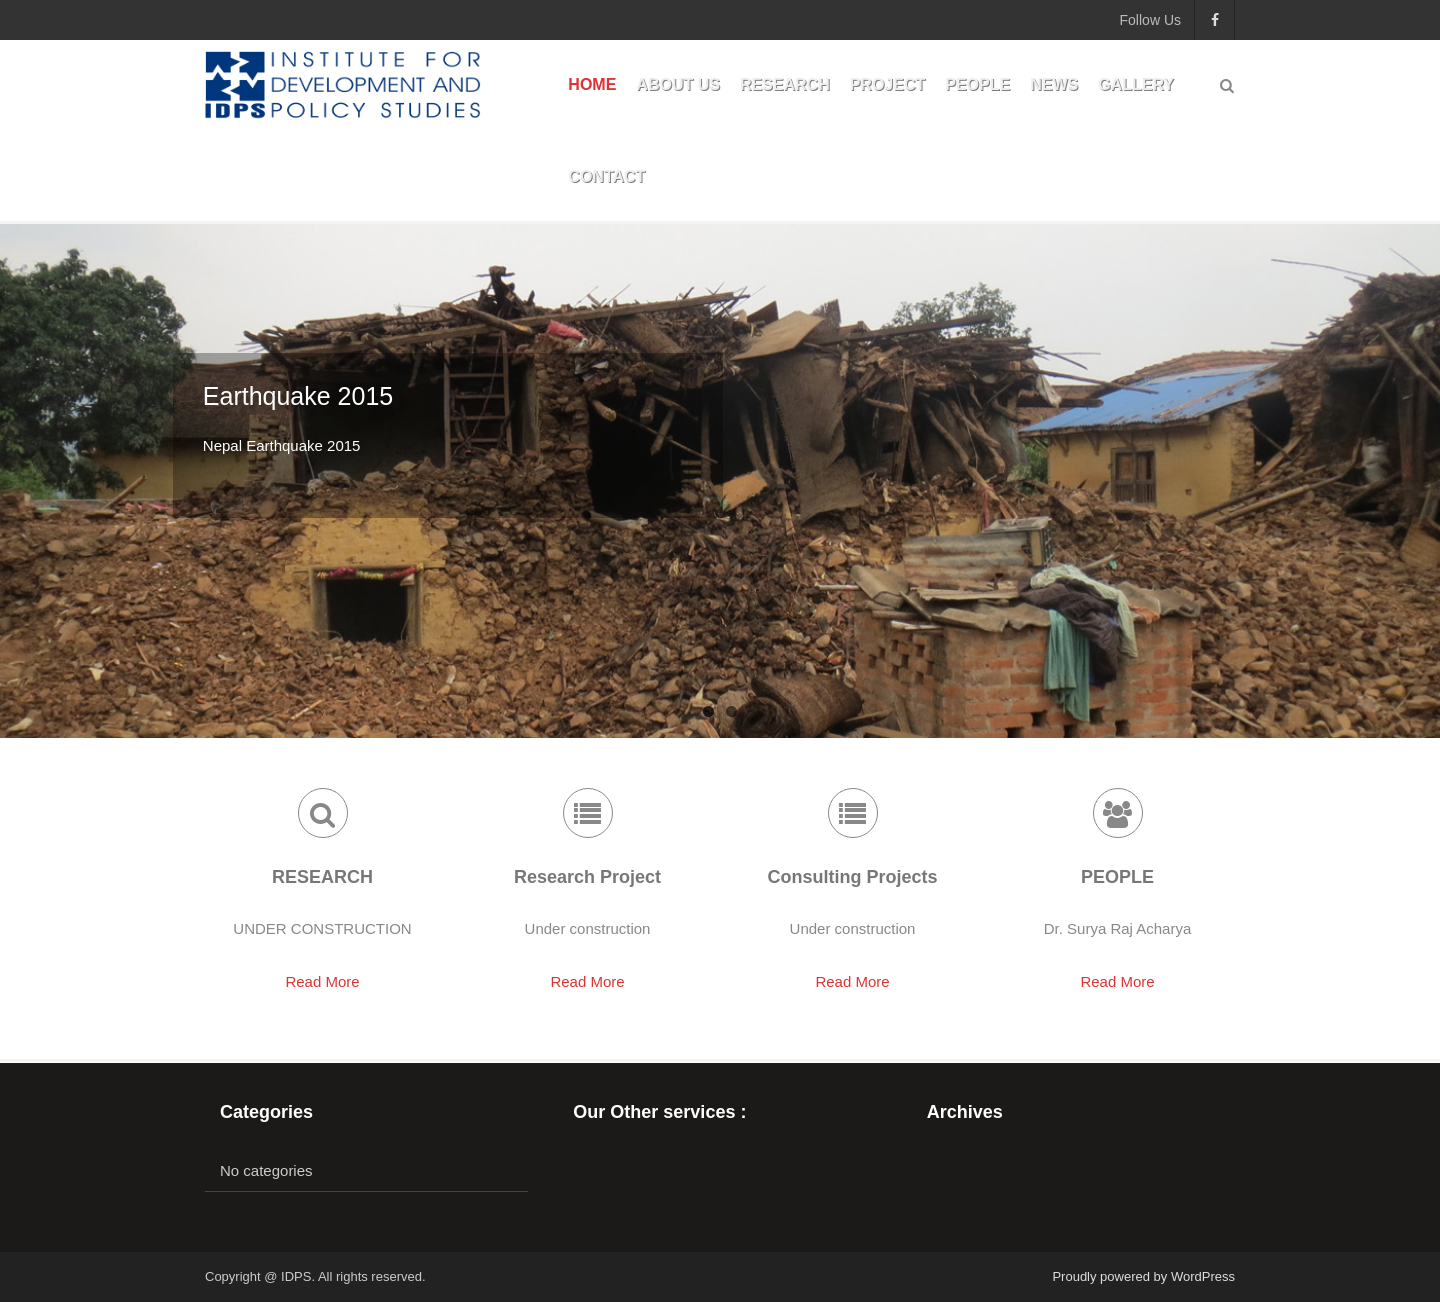 Follow Us
INSTITUTE FOR
DEVELOPMENT AND
IDPS POLICY STUDIES
HOME ABOUT US RESEARCH PROJECT PEOPLE NEWS GALLERY
CONTACT
Earthquake 2015
Nepal Earthquake 2015
RESEARCH
UNDER CONSTRUCTION
Read More
Research Project
Under construction
Read More
Consulting Projects
Under construction
Read More
PEOPLE
Dr. Surya Raj Acharya
Read More
Categories
No categories
Our Other services :
Archives
Copyright @ IDPS. All rights reserved.
Proudly powered by WordPress